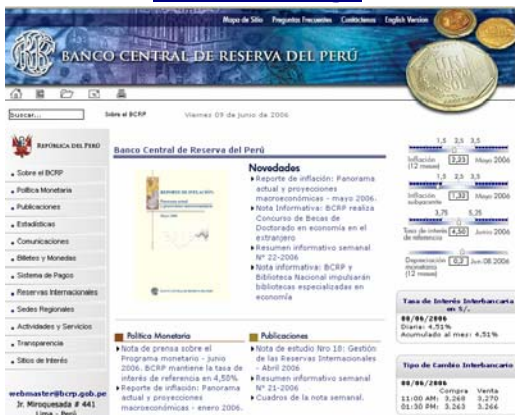 Mapa de Sitio Preguntas Frecuentes Contáctenos English Version
BANCO CENTRAL DE RESERVA DEL PERÚ
Buscar...
Sobre el BCRP
Viernes 09 de Junio de 2006
REPÚBLICA DEL PERÚ
Sobre el BCRP
Política Monetaria
Publicaciones
Estadísticas
Comunicaciones
Billetes y Monedas
Sistema de Pagos
Reservas Internacionales
Sedes Regionales
Actividades y Servicios
Transparencia
Sitios de Interés
webmaster@bcrp.gob.pe
Jr. Miroquesada # 441
Lima - Perú
Banco Central de Reserva del Perú
REPORTE DE INFLACIÓN
Novedades
Reporte de inflación: Panorama
actual y proyecciones
macroeconómicas - mayo 2006.
Nota Informativa: BCRP realiza
Concurso de Becas de
Doctorado en economía en el
extranjero
Resumen informativo semanal
N° 22-2006
Nota informativa: BCRP y
Biblioteca Nacional impulsarán
bibliotecas especializadas en
economía
Política Monetaria
Nota de prensa sobre el
Programa monetario - junio
2006. BCRP mantiene la tasa de
interés de referencia en 4,50%.
Reporte de inflación: Panorama
actual y proyecciones
macroeconómicas - enero 2006.
Publicaciones
Nota de estudio Nro 18: Gestión
de las Reservas Internacionales
- Abril 2006
Resumen informativo semanal
N° 21-2006
Cuadros de la nota semanal.
1,5 2,5 3,5
Inflación 2,23 Mayo 2006
(12 meses)
1,5 2,5 3,5
Inflación 1,32 Mayo 2006
subyacente
3,75 5,25
Tasa de interés 4,50 Junio 2006
de referencia
Depreciación 0,2 Jun 08 2006
monetaria
(12 meses)
Tasa de Interés Interbancaria
en S/.
08/06/2006
Diaria: 4.51%
Acumulado al mes: 4.51%
Tipo de Cambio Interbancario
08/06/2006
Compra Venta
11:00 AM: 3,268 3,270
01:30 PM: 3,263 3,266